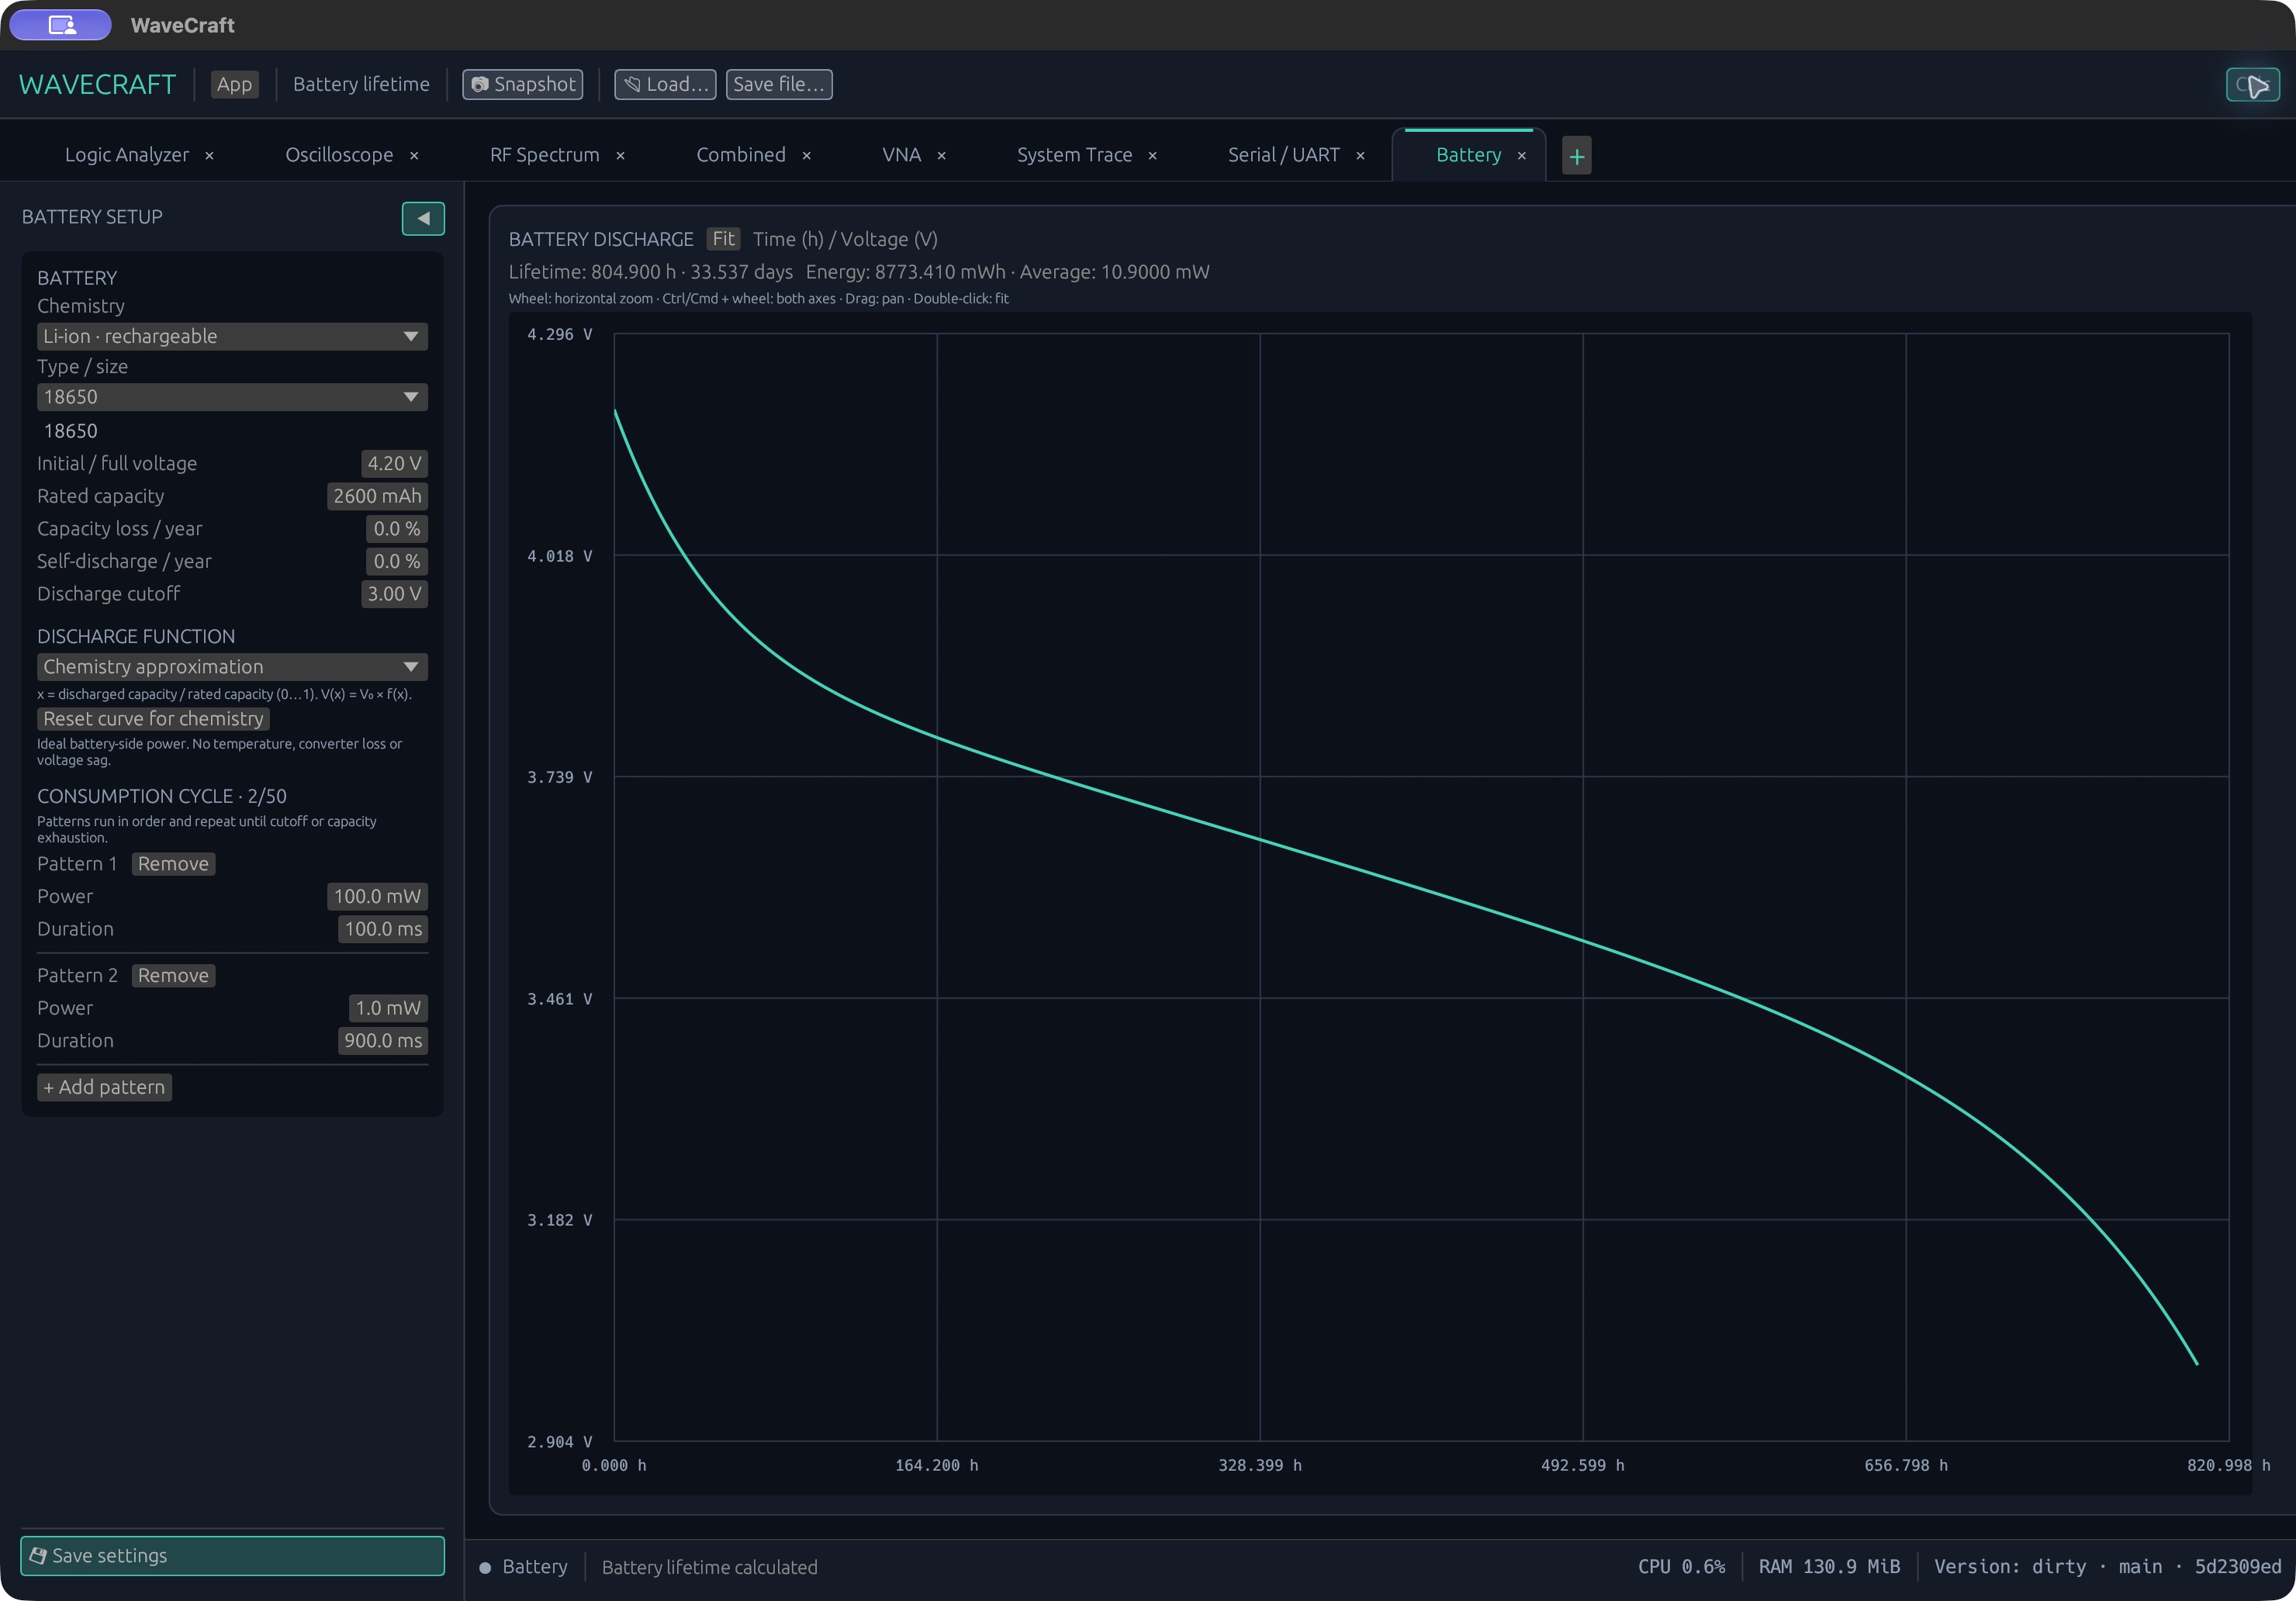 WaveCraft
WAVECRAFT App Battery lifetime Snapshot Load... Save file...
Logic Analyzer × Oscilloscope × RF Spectrum × Combined × VNA × System Trace × Serial / UART × Battery × +
BATTERY SETUP
BATTERY
Chemistry
Li-ion · rechargeable
Type / size
18650
18650
Initial / full voltage 4.20 V
Rated capacity 2600 mAh
Capacity loss / year 0.0 %
Self-discharge / year 0.0 %
Discharge cutoff 3.00 V
DISCHARGE FUNCTION
Chemistry approximation
x = discharged capacity / rated capacity (0…1). V(x) = V₀ × f(x).
Reset curve for chemistry
Ideal battery-side power. No temperature, converter loss or
voltage sag.
CONSUMPTION CYCLE · 2/50
Patterns run in order and repeat until cutoff or capacity
exhaustion.
Pattern 1 Remove
Power 100.0 mW
Duration 100.0 ms
Pattern 2 Remove
Power 1.0 mW
Duration 900.0 ms
+ Add pattern
Save settings
BATTERY DISCHARGE Fit Time (h) / Voltage (V)
Lifetime: 804.900 h · 33.537 days Energy: 8773.410 mWh · Average: 10.9000 mW
Wheel: horizontal zoom · Ctrl/Cmd + wheel: both axes · Drag: pan · Double-click: fit
4.296 V
4.018 V
3.739 V
3.461 V
3.182 V
2.904 V
0.000 h 164.200 h 328.399 h 492.599 h 656.798 h 820.998 h
Battery Battery lifetime calculated CPU 0.6% RAM 130.9 MiB Version: dirty · main · 5d2309ed